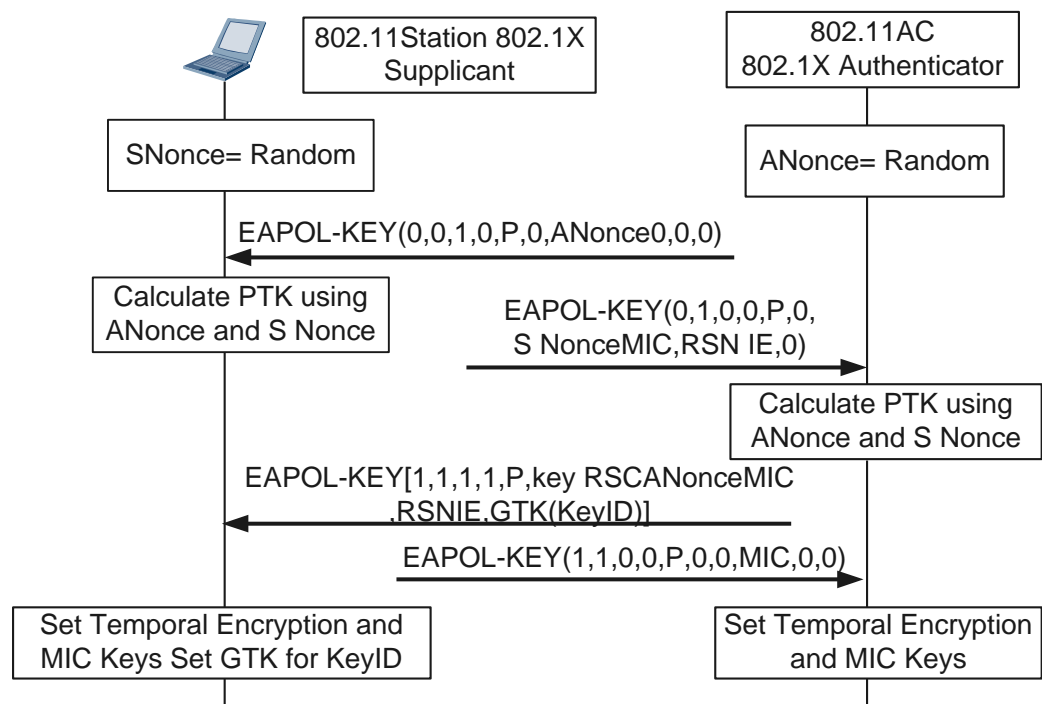 802.11Station 802.1X
Supplicant
802.11AC
802.1X Authenticator
SNonce= Random
ANonce= Random
EAPOL-KEY(0,0,1,0,P,0,ANonce0,0,0)
Calculate PTK using
ANonce and S Nonce
EAPOL-KEY(0,1,0,0,P,0,
S NonceMIC,RSN IE,0)
Calculate PTK using
ANonce and S Nonce
EAPOL-KEY[1,1,1,1,P,key RSCANonceMIC
,RSNIE,GTK(KeyID)]
EAPOL-KEY(1,1,0,0,P,0,0,MIC,0,0)
Set Temporal Encryption and
MIC Keys Set GTK for KeyID
Set Temporal Encryption
and MIC Keys